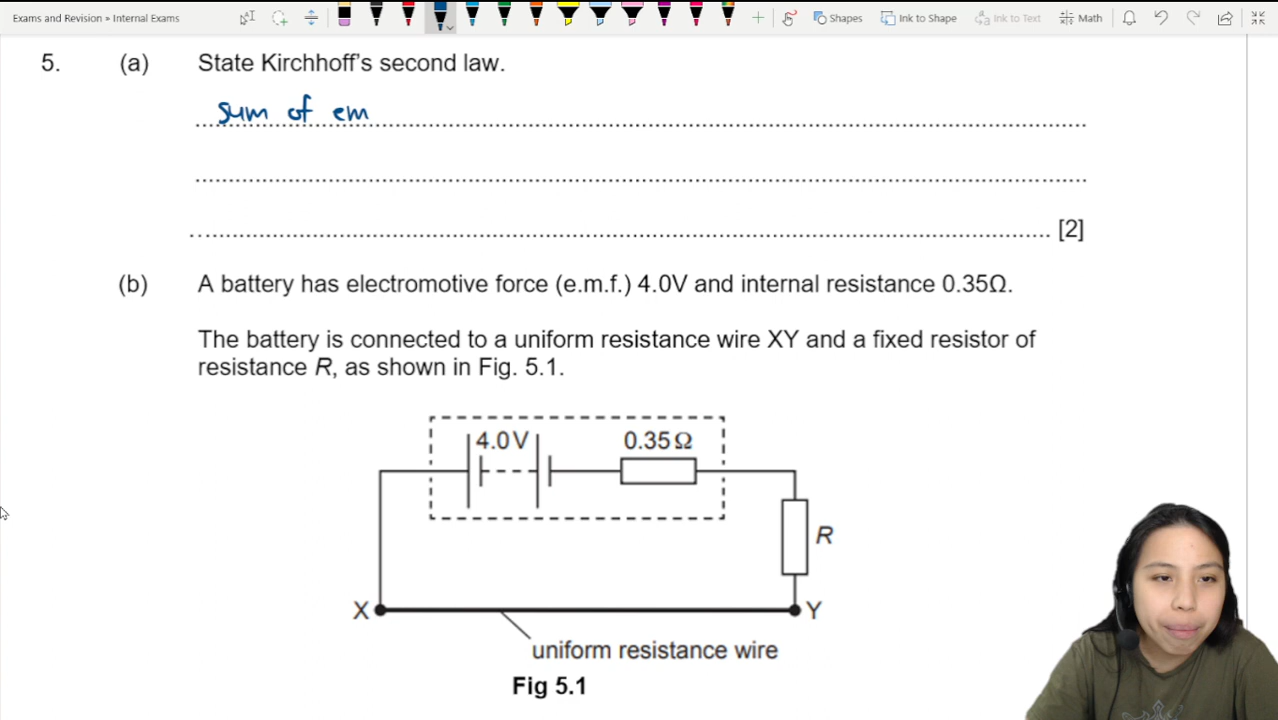 Exams and Revision » Internal Exams
Shapes
Ink to Shape
Ink to Text
Math
5. (a) State Kirchhoff's second law.
sum of em
[2]
(b) A battery has electromotive force (e.m.f.) 4.0V and internal resistance 0.35Ω.
The battery is connected to a uniform resistance wire XY and a fixed resistor of
resistance R, as shown in Fig. 5.1.
4.0V 0.35Ω
R
X Y
uniform resistance wire
Fig 5.1